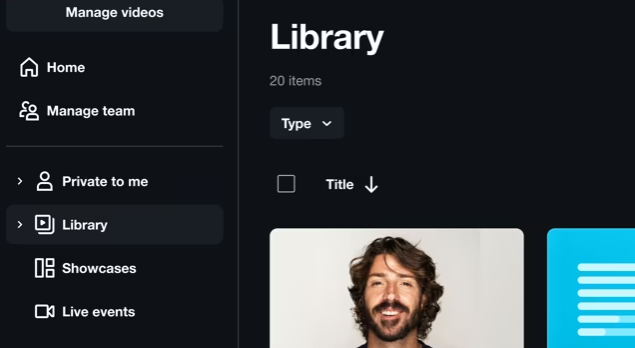 Manage videos
Home
Manage team
Private to me
Library
Showcases
Live events
Library
20 items
Type
Title